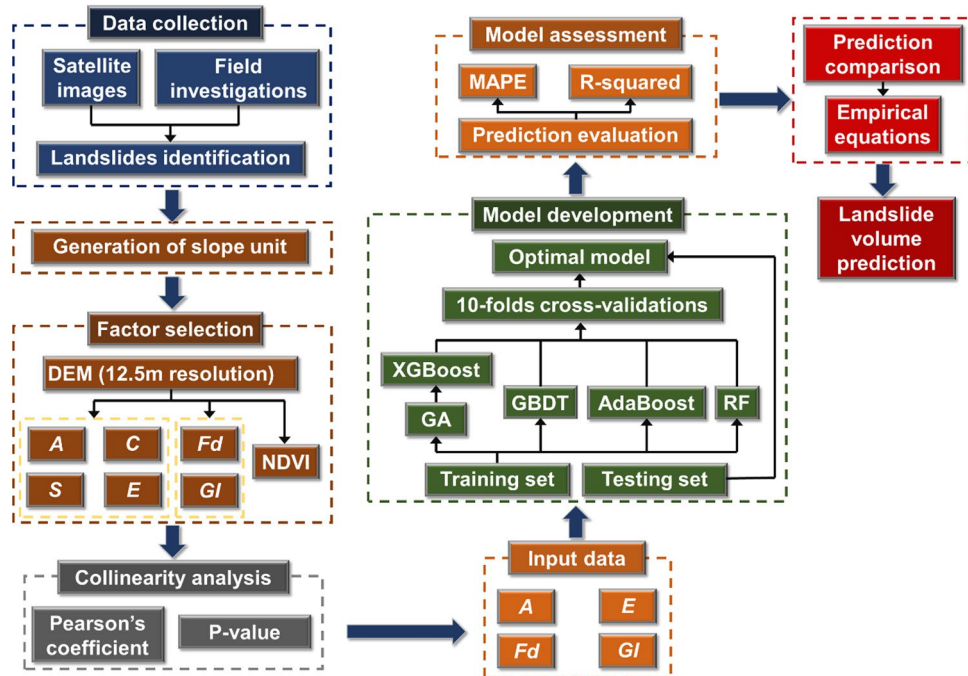 Data collection
Satellite
images
Field
investigations
Landslides identification
Generation of slope unit
Factor selection
DEM (12.5m resolution)
A
C
Fd
NDVI
S
E
Gl
Collinearity analysis
Pearson's
coefficient
P-value
Input data
A
E
Fd
Gl
Model development
Optimal model
10-folds cross-validations
XGBoost
GBDT
AdaBoost
RF
GA
Training set
Testing set
Model assessment
MAPE
R-squared
Prediction evaluation
Prediction
comparison
Empirical
equations
Landslide
volume
prediction